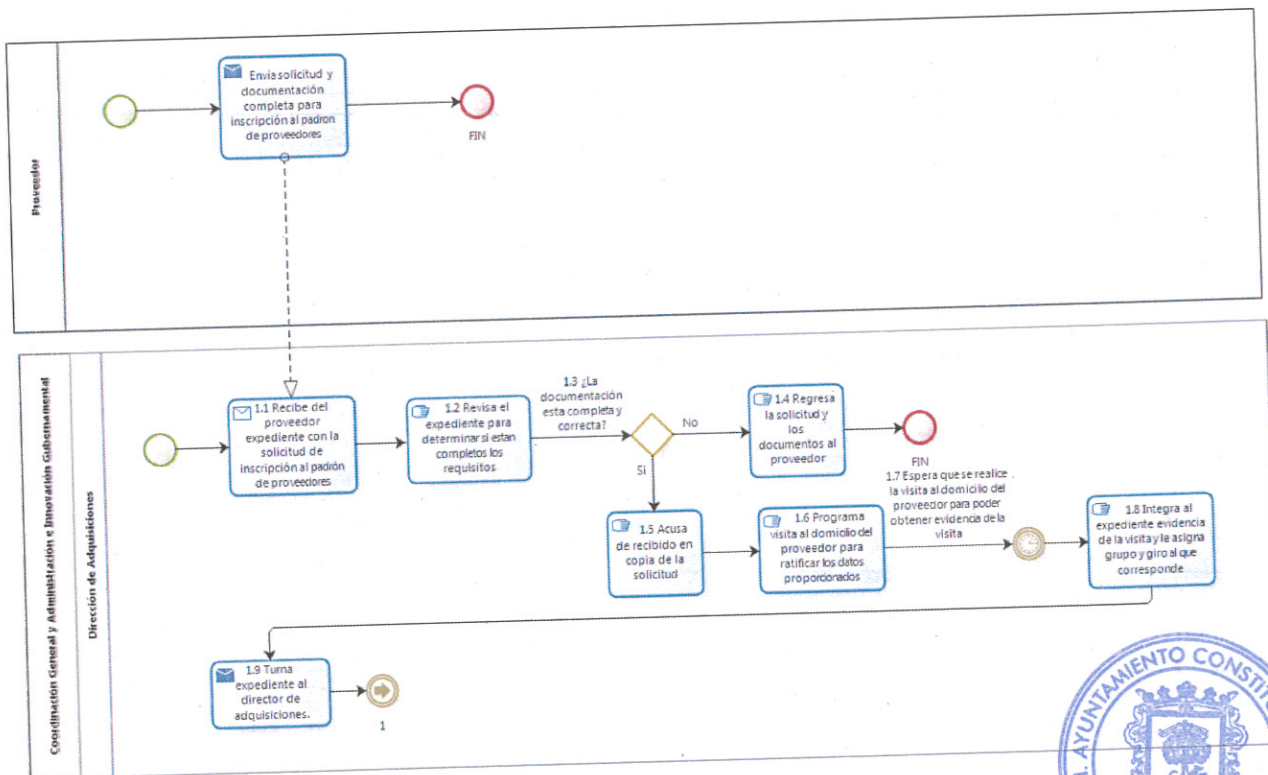 Proveedor
Envia solicitud y
documentación
completa para
inscripción al padron
de proveedores
FIN
Coordinación General y Administración e Innovación Gubernamental
Dirección de Adquisiciones
1.1 Recibe del
proveedor
expediente con la
solicitud de
inscripción al padrón
de proveedores
1.2 Revisa el
expediente para
determinar si estan
completos los
requisitos
1.3 ¿La
documentación
esta completa y
correcta?
No
Si
1.4 Regresa
la solicitud y
los
documentos al
proveedor
FIN
1.5 Acusa
de recibido en
copia de la
solicitud
1.6 Programa
visita al domicilio del
proveedor para
ratificar los datos
proporcionados
1.7 Espera que se realice
la visita al domicilio del
proveedor para poder
obtener evidencia de la
visita
1.8 Integra al
expediente evidencia
de la visita y le asigna
grupo y giro al que
corresponde
1.9 Turna
expediente al
director de
adquisiciones.
1
AYUNTAMIENTO